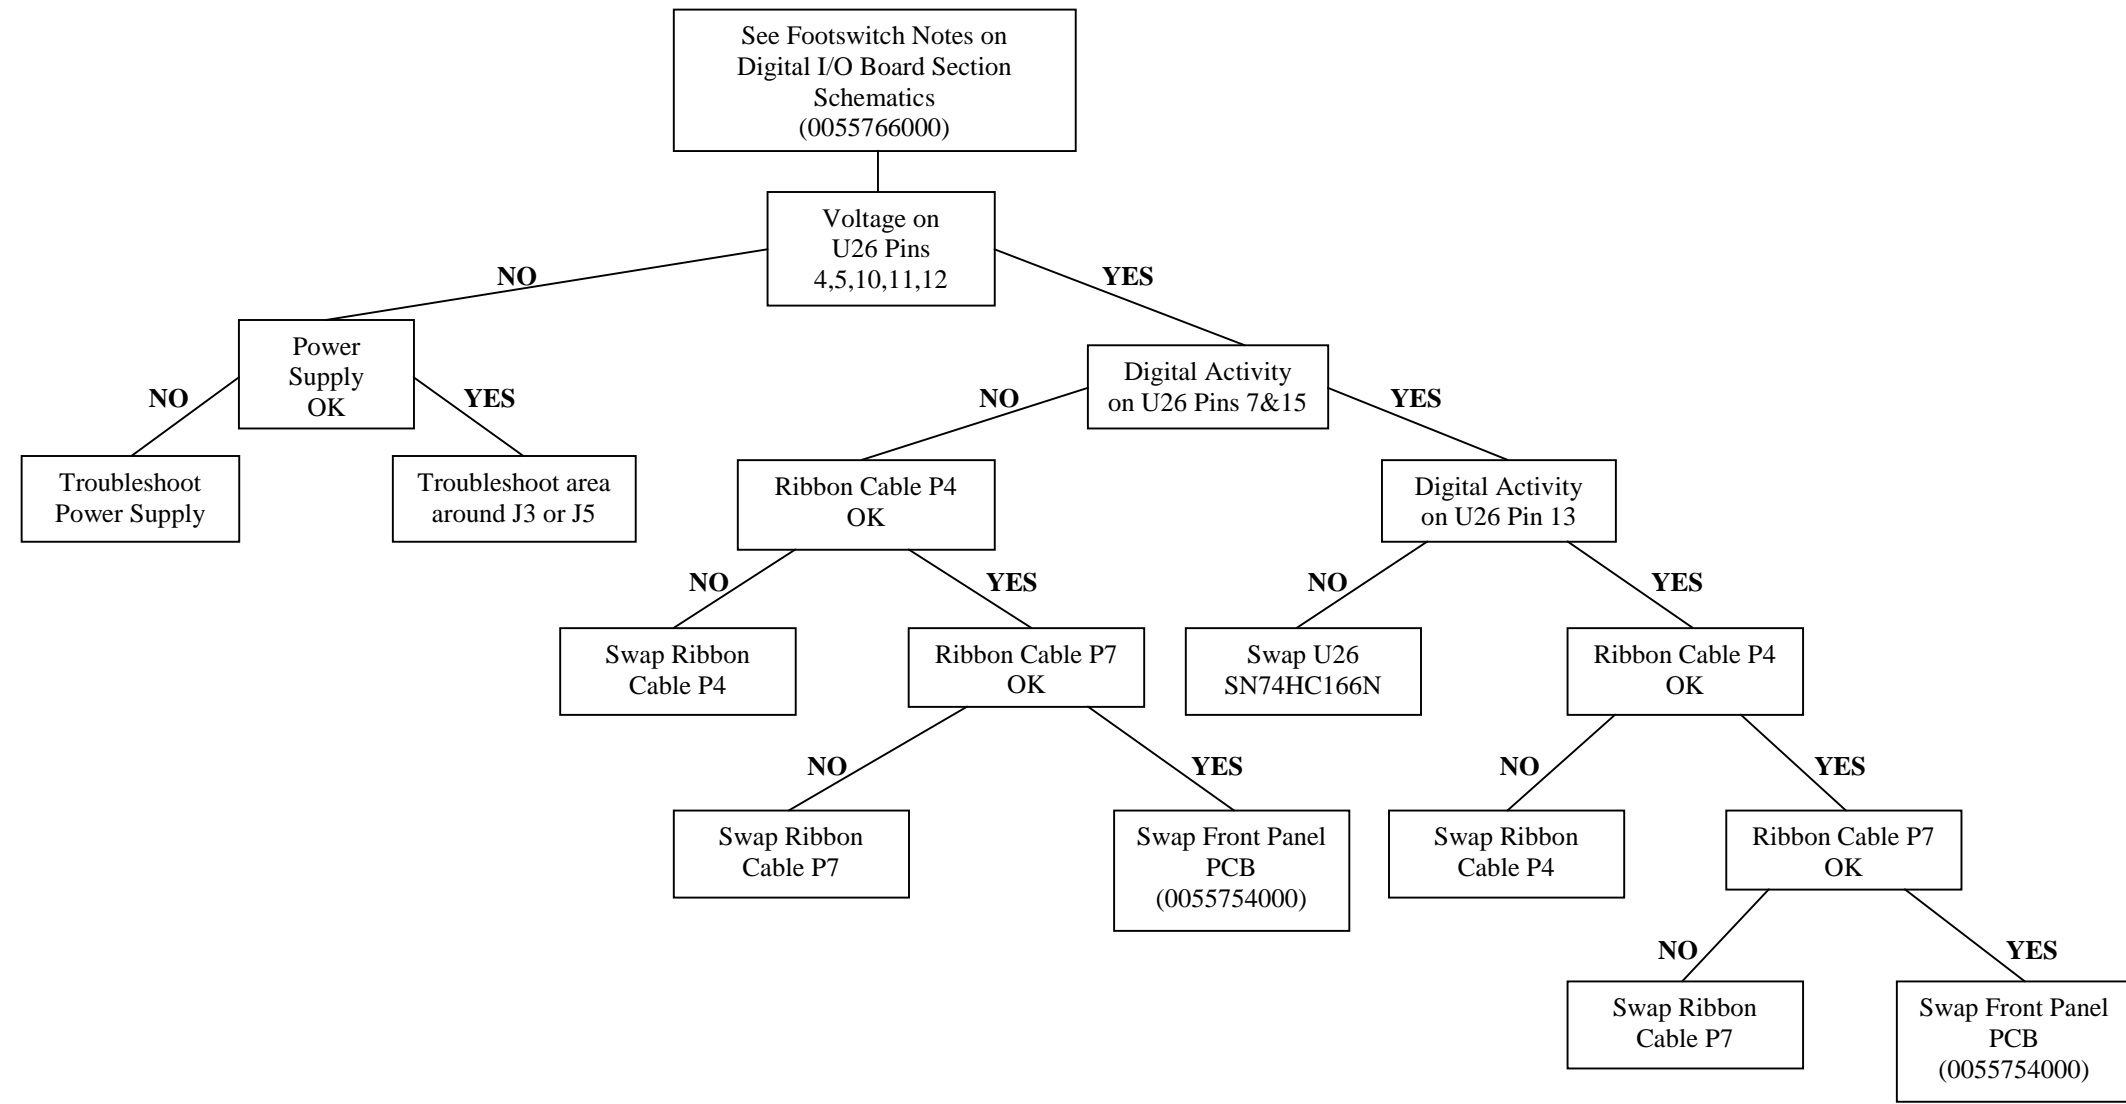 See Footswitch Notes on
Digital I/O Board Section
Schematics
(0055766000)
Voltage on
U26 Pins
4,5,10,11,12
NO
YES
Power
Supply
OK
Digital Activity
on U26 Pins 7&15
NO
YES
NO
YES
Troubleshoot
Power Supply
Troubleshoot area
around J3 or J5
Ribbon Cable P4
OK
Digital Activity
on U26 Pin 13
NO
YES
NO
YES
Swap Ribbon
Cable P4
Ribbon Cable P7
OK
Swap U26
SN74HC166N
Ribbon Cable P4
OK
NO
YES
NO
YES
Swap Ribbon
Cable P7
Swap Front Panel
PCB
(0055754000)
Swap Ribbon
Cable P4
Ribbon Cable P7
OK
NO
YES
Swap Ribbon
Cable P7
Swap Front Panel
PCB
(0055754000)